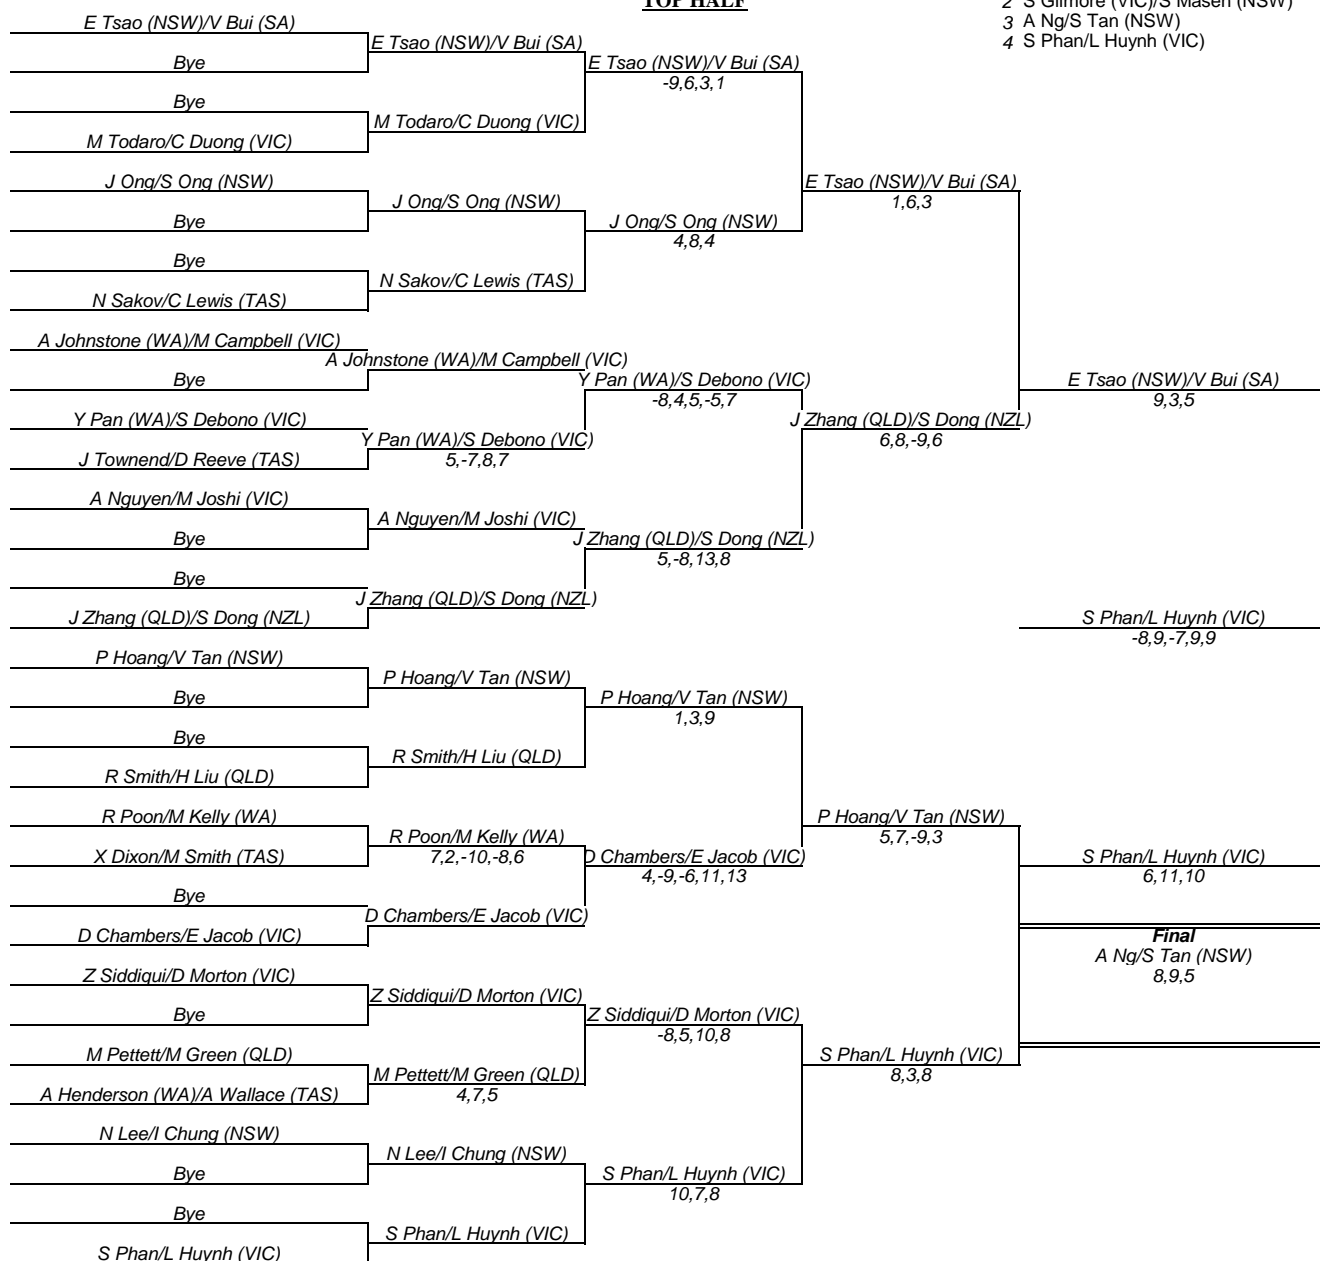 TOP HALF
2 S Gilmore (VIC)/S Masen (NSW)
3 A Ng/S Tan (NSW)
4 S Phan/L Huynh (VIC)
E Tsao (NSW)/V Bui (SA)
Bye
Bye
M Todaro/C Duong (VIC)
J Ong/S Ong (NSW)
Bye
Bye
N Sakov/C Lewis (TAS)
A Johnstone (WA)/M Campbell (VIC)
Bye
Y Pan (WA)/S Debono (VIC)
J Townend/D Reeve (TAS)
A Nguyen/M Joshi (VIC)
Bye
Bye
J Zhang (QLD)/S Dong (NZL)
P Hoang/V Tan (NSW)
Bye
Bye
R Smith/H Liu (QLD)
R Poon/M Kelly (WA)
X Dixon/M Smith (TAS)
Bye
D Chambers/E Jacob (VIC)
Z Siddiqui/D Morton (VIC)
Bye
M Pettett/M Green (QLD)
A Henderson (WA)/A Wallace (TAS)
N Lee/I Chung (NSW)
Bye
Bye
S Phan/L Huynh (VIC)
E Tsao (NSW)/V Bui (SA)
M Todaro/C Duong (VIC)
J Ong/S Ong (NSW)
N Sakov/C Lewis (TAS)
A Johnstone (WA)/M Campbell (VIC)
Y Pan (WA)/S Debono (VIC)
5,-7,8,7
A Nguyen/M Joshi (VIC)
J Zhang (QLD)/S Dong (NZL)
P Hoang/V Tan (NSW)
R Smith/H Liu (QLD)
R Poon/M Kelly (WA)
7,2,-10,-8,6
D Chambers/E Jacob (VIC)
Z Siddiqui/D Morton (VIC)
M Pettett/M Green (QLD)
4,7,5
N Lee/I Chung (NSW)
S Phan/L Huynh (VIC)
E Tsao (NSW)/V Bui (SA)
-9,6,3,1
J Ong/S Ong (NSW)
4,8,4
Y Pan (WA)/S Debono (VIC)
-8,4,5,-5,7
J Zhang (QLD)/S Dong (NZL)
5,-8,13,8
P Hoang/V Tan (NSW)
1,3,9
D Chambers/E Jacob (VIC)
4,-9,-6,11,13
Z Siddiqui/D Morton (VIC)
-8,5,10,8
S Phan/L Huynh (VIC)
10,7,8
E Tsao (NSW)/V Bui (SA)
1,6,3
J Zhang (QLD)/S Dong (NZL)
6,8,-9,6
P Hoang/V Tan (NSW)
5,7,-9,3
S Phan/L Huynh (VIC)
8,3,8
E Tsao (NSW)/V Bui (SA)
9,3,5
S Phan/L Huynh (VIC)
-8,9,-7,9,9
S Phan/L Huynh (VIC)
6,11,10
Final
A Ng/S Tan (NSW)
8,9,5